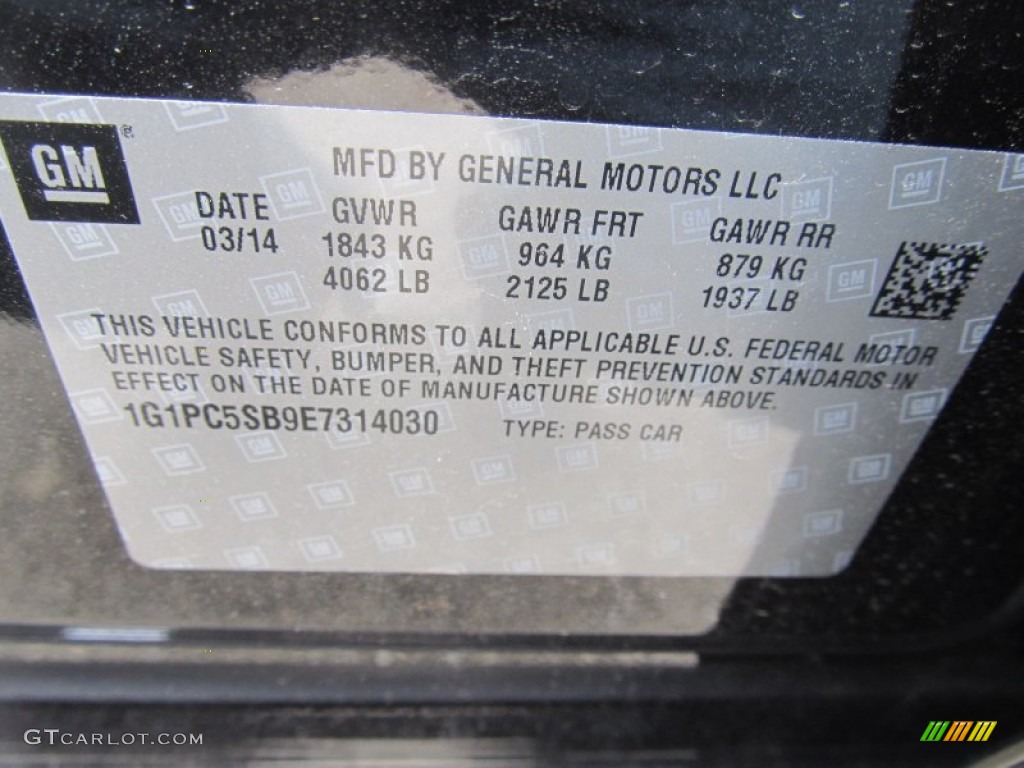 GM®
MFD BY GENERAL MOTORS LLC
DATE GVWR GAWR FRT GAWR RR
03/14 1843 KG 964 KG 879 KG
4062 LB 2125 LB 1937 LB
THIS VEHICLE CONFORMS TO ALL APPLICABLE U.S. FEDERAL MOTOR
VEHICLE SAFETY, BUMPER, AND THEFT PREVENTION STANDARDS IN
EFFECT ON THE DATE OF MANUFACTURE SHOWN ABOVE.
1G1PC5SB9E7314030 TYPE: PASS CAR
GTCARLOT.COM